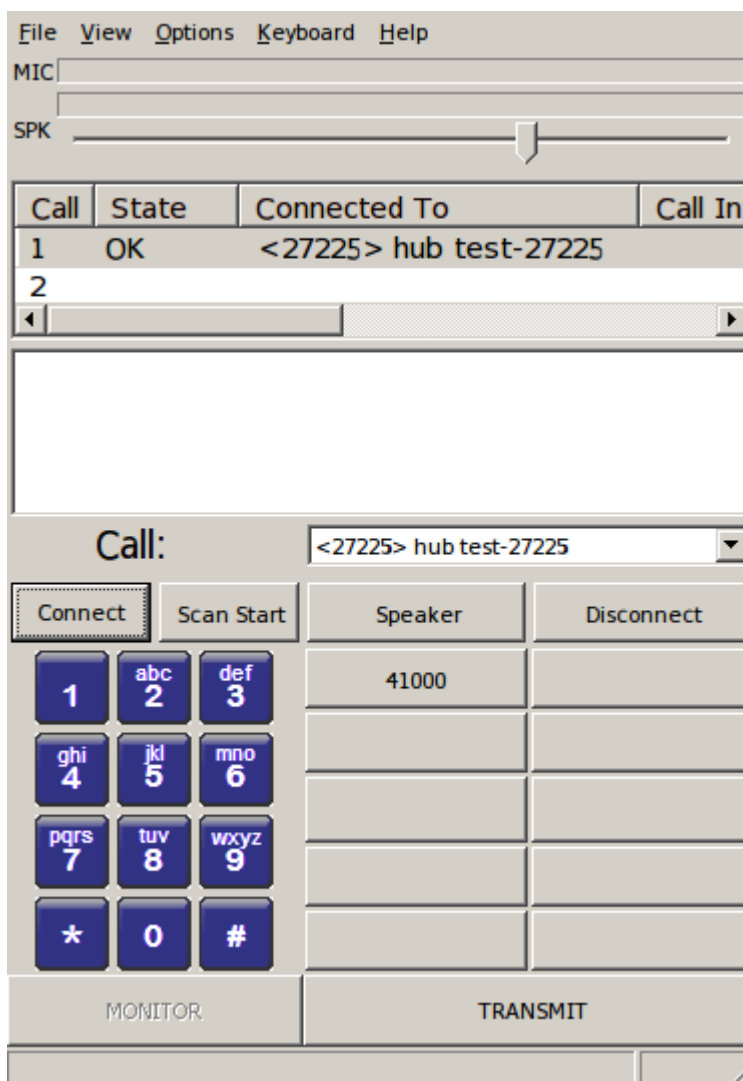 File View Options Keyboard Help
MIC
SPK
Call State Connected To Call In
1 OK <27225> hub test-27225
2
Call: <27225> hub test-27225
Connect Scan Start Speaker Disconnect
1 abc 2 def 3 41000
ghi 4 jkl 5 mno 6
pqrs 7 tuv 8 wxyz 9
* 0 #
MONITOR TRANSMIT